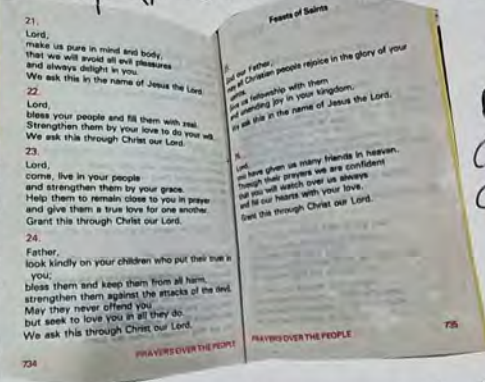 21.
Lord,
make us pure in mind and body,
that we will avoid all evil pleasures
and always delight in you.
We ask this in the name of Jesus the Lord.
22.
Lord,
bless your people and fill them with zeal.
Strengthen them by your love to do your will.
We ask this through Christ our Lord.
23.
Lord,
come, live in your people
and strengthen them by your grace.
Help them to remain close to you in prayer
and give them a true love for one another.
Grant this through Christ our Lord.
24.
Father,
look kindly on your children who put their trust in
you;
bless them and keep them from all harm,
strengthen them against the attacks of the devil.
May they never offend you
but seek to love you in all they do.
We ask this through Christ our Lord.
734
PRAYERS OVER THE PEOPLE
Feasts of Saints
God our Father,
may all Christian people rejoice in the glory of your
saints.
Give us fellowship with them
and unending joy in your kingdom.
We ask this in the name of Jesus the Lord.
Lord,
you have given us many friends in heaven.
Through their prayers we are confident
that you will watch over us always
and fill our hearts with your love.
Grant this through Christ our Lord.
PRAYERS OVER THE PEOPLE
735